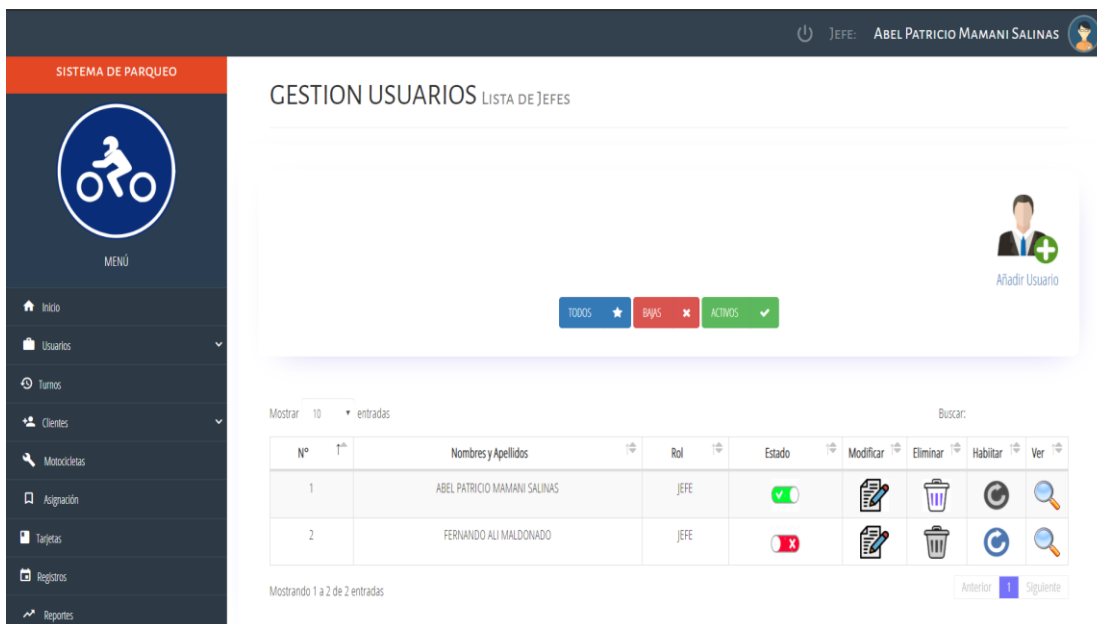 JEFE: ABEL PATRICIO MAMANI SALINAS
SISTEMA DE PARQUEO
MENÚ
Inicio
Usuarios
Turnos
Clientes
Motocicletas
Asignación
Tarjetas
Registros
Reportes
GESTION USUARIOS LISTA DE JEFES
Añadir Usuario
TODOS BAJAS ACTIVOS
Mostrar 10 entradas Buscar:
Nº Nombres y Apellidos Rol Estado Modificar Eliminar Habiitar Ver
1 ABEL PATRICIO MAMANI SALINAS JEFE
2 FERNANDO ALI MALDONADO JEFE
Mostrando 1 a 2 de 2 entradas Anterior 1 Siguiente